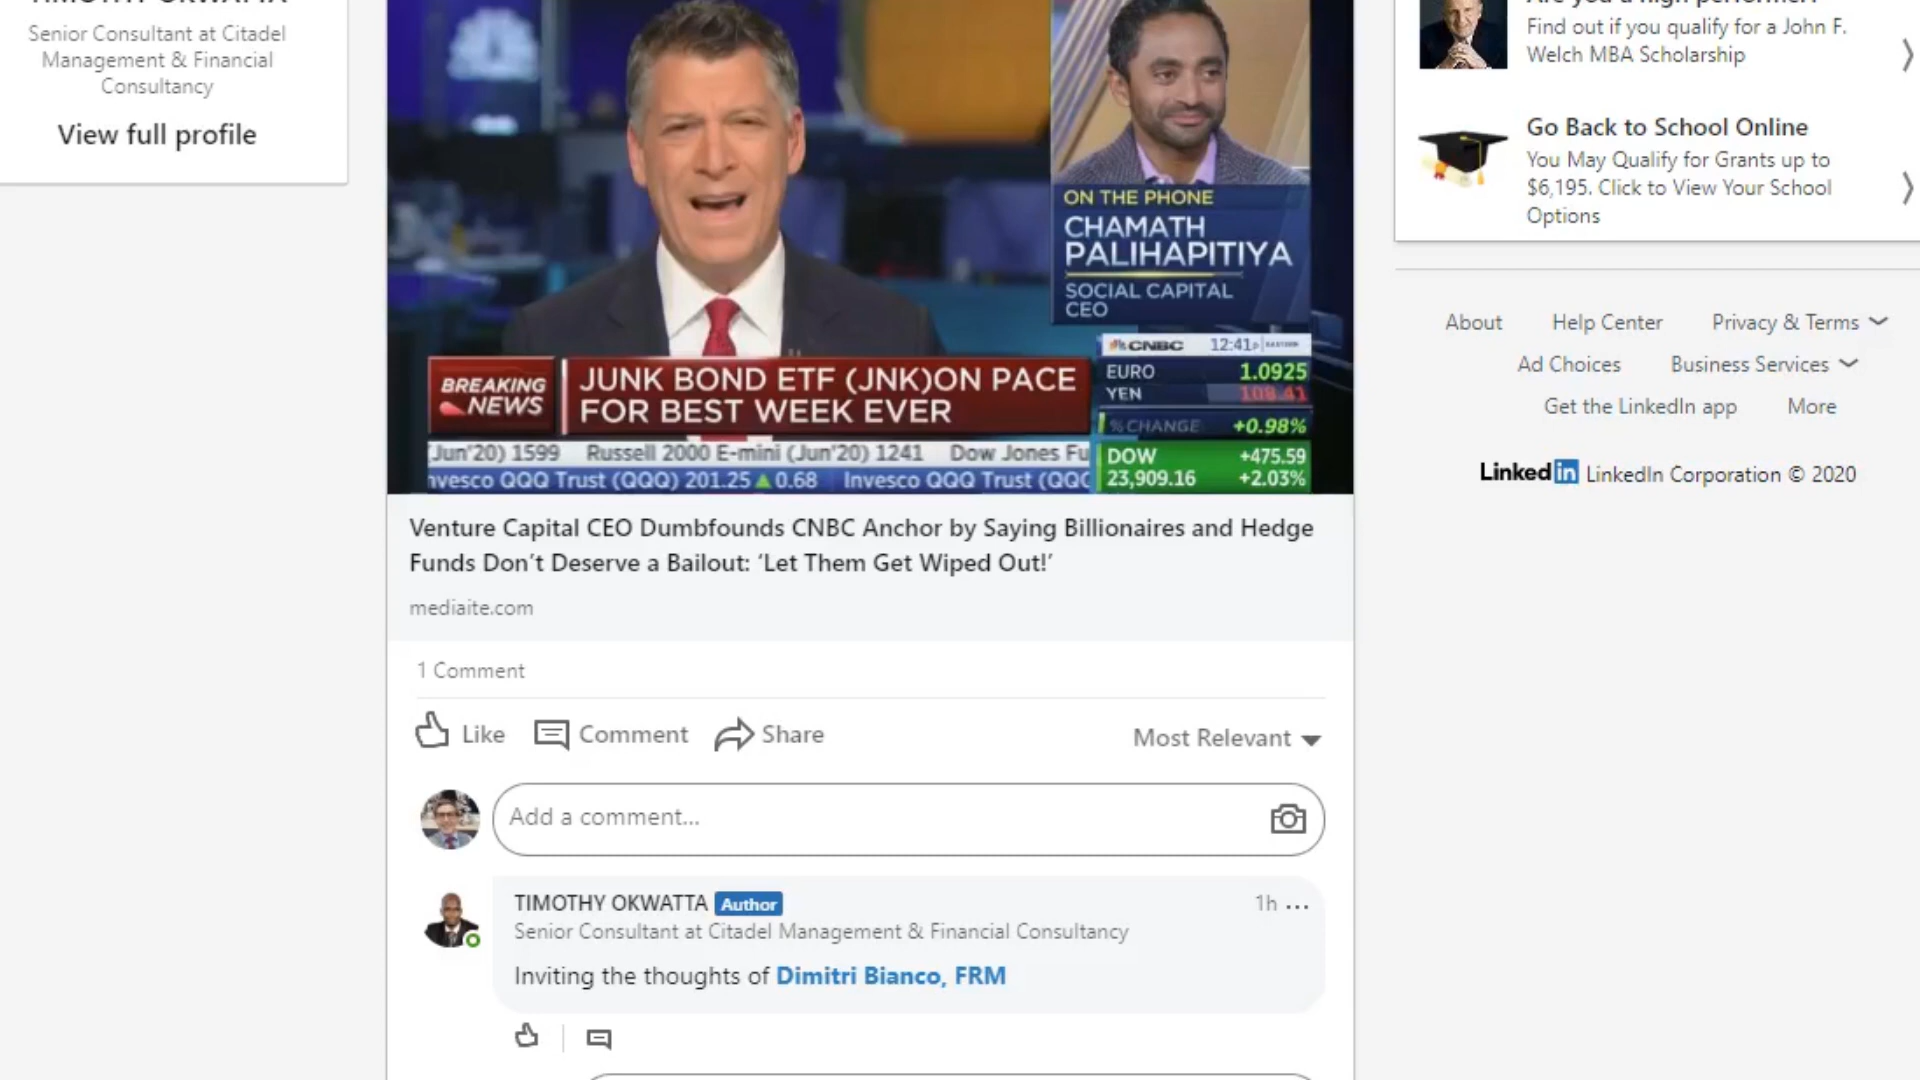 Senior Consultant at Citadel
Management & Financial
Consultancy
View full profile
ON THE PHONE
CHAMATH
PALIHAPITIYA
SOCIAL CAPITAL
CEO
BREAKING
NEWS
JUNK BOND ETF (JNK)ON PACE
FOR BEST WEEK EVER
CNBC 12:41P
EURO 1.0925
YEN 108.41
% CHANGE +0.98%
DOW +475.59
23,909.16 +2.03%
(Jun'20) 1599 Russell 2000 E-mini (Jun'20) 1241 Dow Jones Fu
nvesco QQQ Trust (QQQ) 201.25 ▲ 0.68 Invesco QQQ Trust (QQQ
Venture Capital CEO Dumbfounds CNBC Anchor by Saying Billionaires and Hedge
Funds Don’t Deserve a Bailout: ‘Let Them Get Wiped Out!’
mediaite.com
1 Comment
Like Comment Share Most Relevant
Add a comment...
TIMOTHY OKWATTA Author 1h ...
Senior Consultant at Citadel Management & Financial Consultancy
Inviting the thoughts of Dimitri Bianco, FRM
Are you a high performer?
Find out if you qualify for a John F.
Welch MBA Scholarship
Go Back to School Online
You May Qualify for Grants up to
$6,195. Click to View Your School
Options
About Help Center Privacy & Terms
Ad Choices Business Services
Get the LinkedIn app More
LinkedIn LinkedIn Corporation © 2020